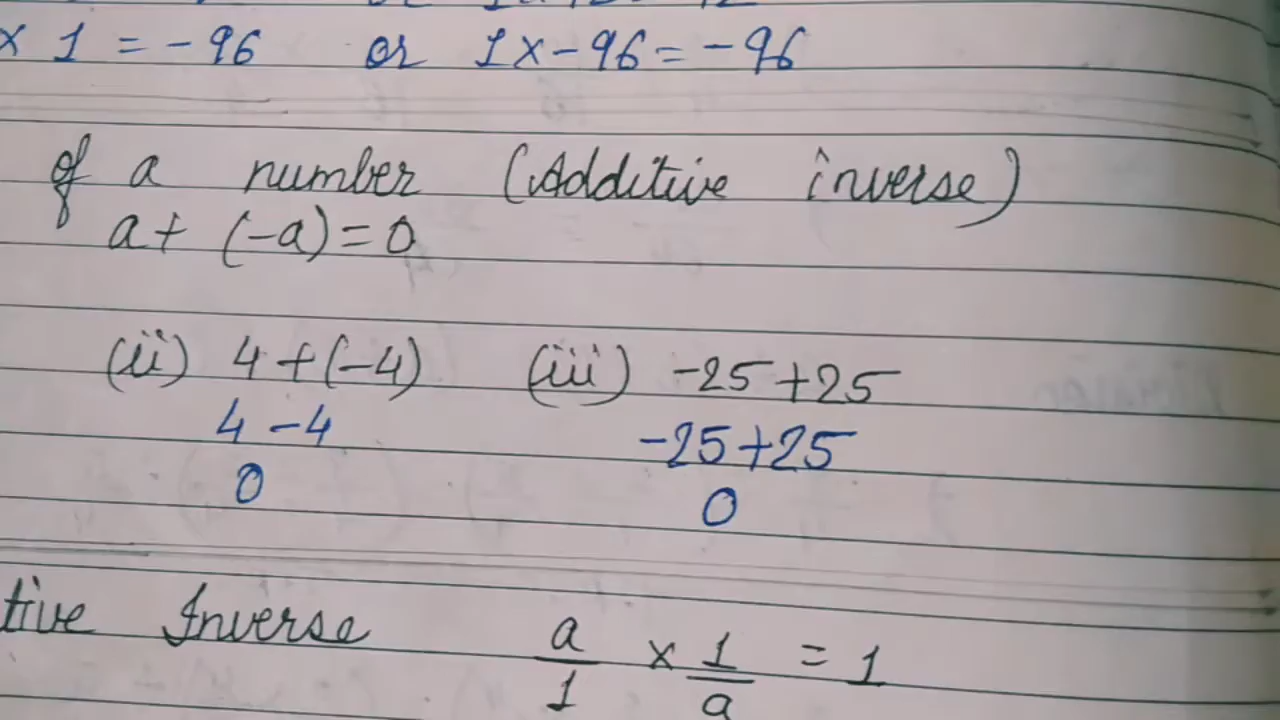 × 1 = -96 or 1 × -96 = -96
of a number (Additive inverse)
a + (-a) = 0
(ii) 4 + (-4) (iii) -25 + 25
4 - 4 -25 + 25
0 0
tive Inverse a/1 × 1/a = 1